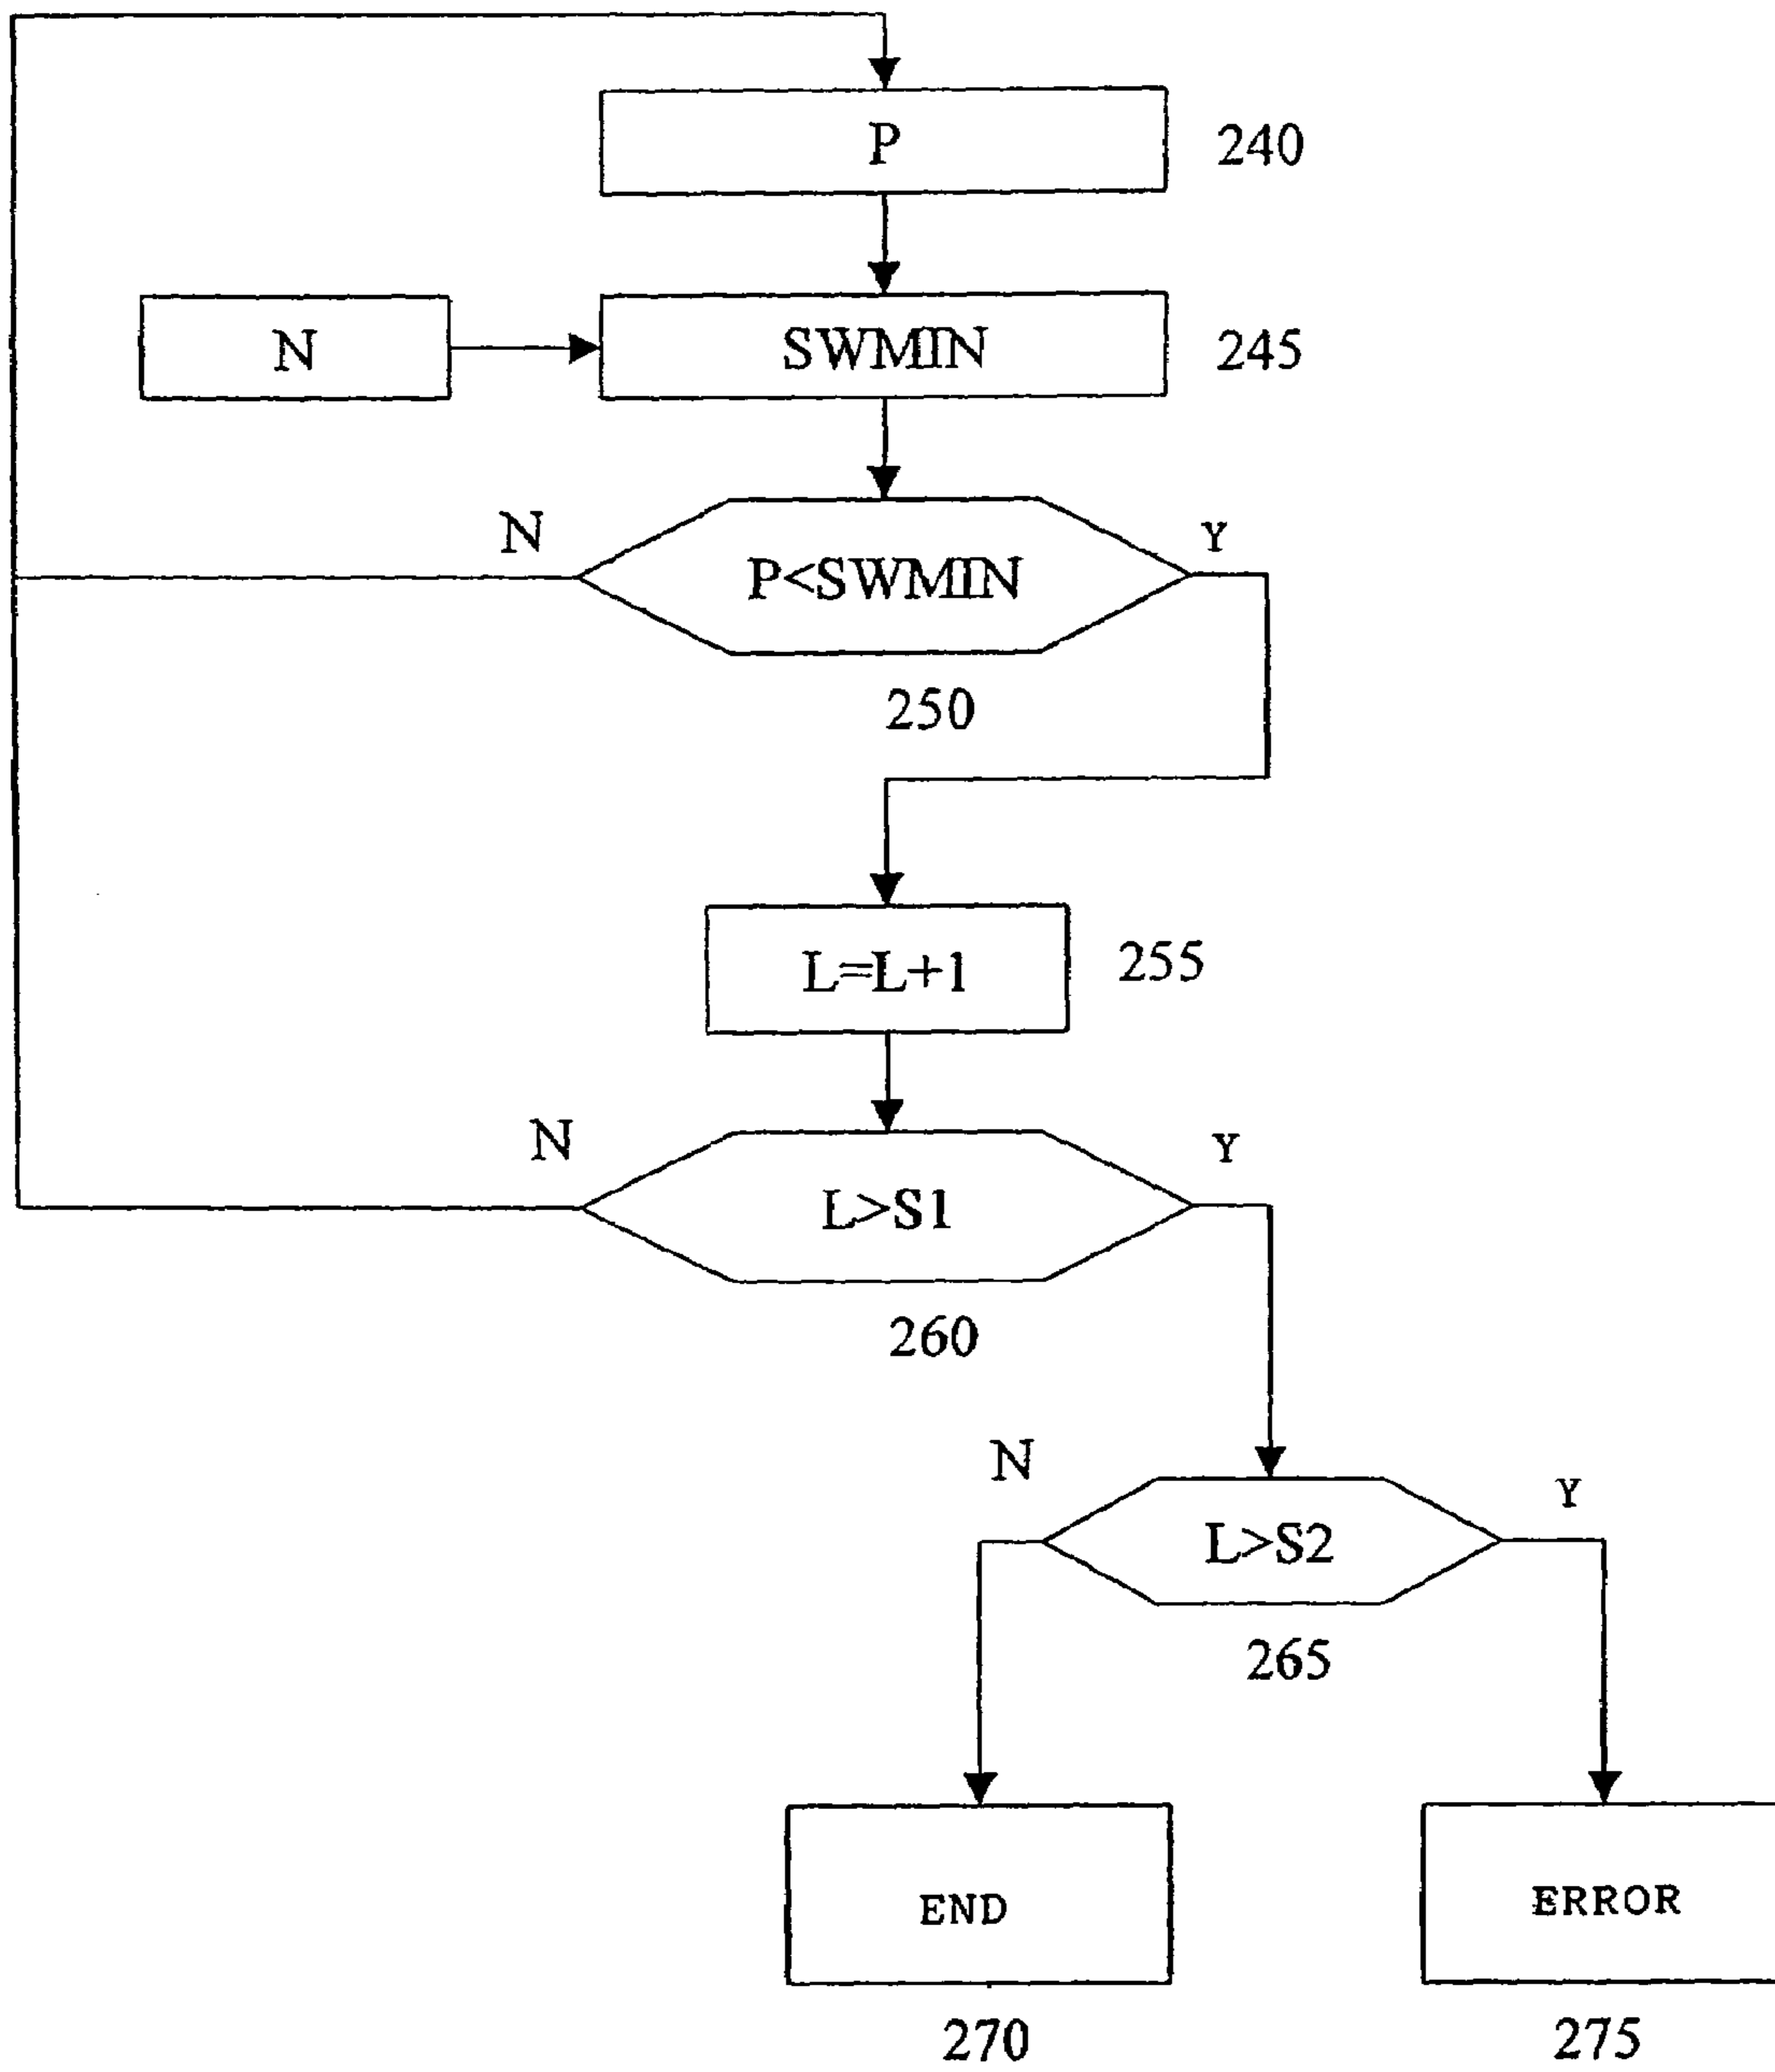 P 240
N SWMIN 245
N Y
P<SWMIN
250
L=L+1 255
N Y
L>S1
260
N Y
L>S2
265
END ERROR
270 275